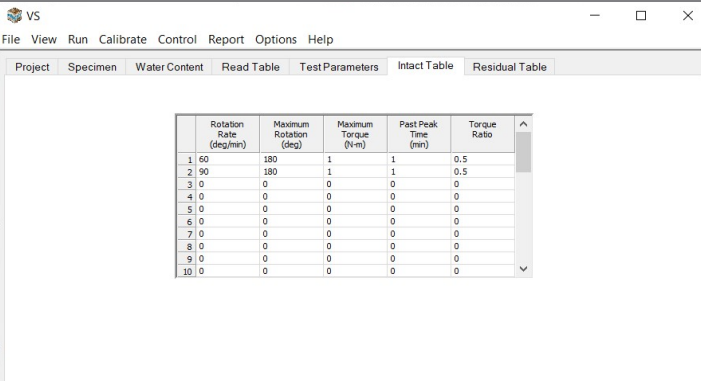 VS
File View Run Calibrate Control Report Options Help
Project Specimen Water Content Read Table Test Parameters Intact Table Residual Table
Rotation Rate (deg/min) Maximum Rotation (deg) Maximum Torque (N-m) Past Peak Time (min) Torque Ratio
1 60 180 1 1 0.5
2 90 180 1 1 0.5
3 0 0 0 0 0
4 0 0 0 0 0
5 0 0 0 0 0
6 0 0 0 0 0
7 0 0 0 0 0
8 0 0 0 0 0
9 0 0 0 0 0
10 0 0 0 0 0